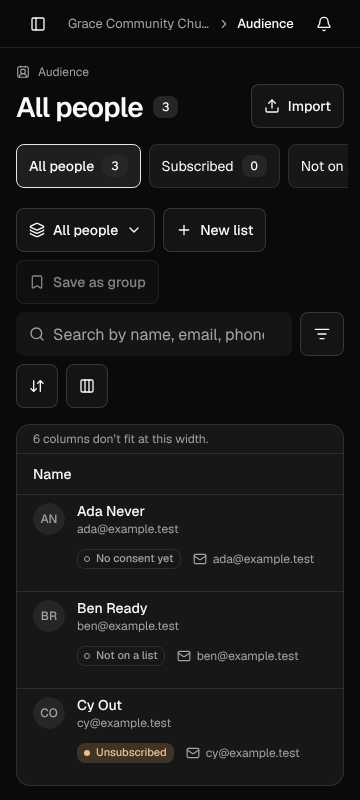 Grace Community Chu... > Audience
Audience
All people 3
Import
All people 3
Subscribed 0
Not on
All people
New list
Save as group
Search by name, email, phone
6 columns don't fit at this width.
Name
AN
Ada Never
ada@example.test
No consent yet
ada@example.test
BR
Ben Ready
ben@example.test
Not on a list
ben@example.test
CO
Cy Out
cy@example.test
Unsubscribed
cy@example.test